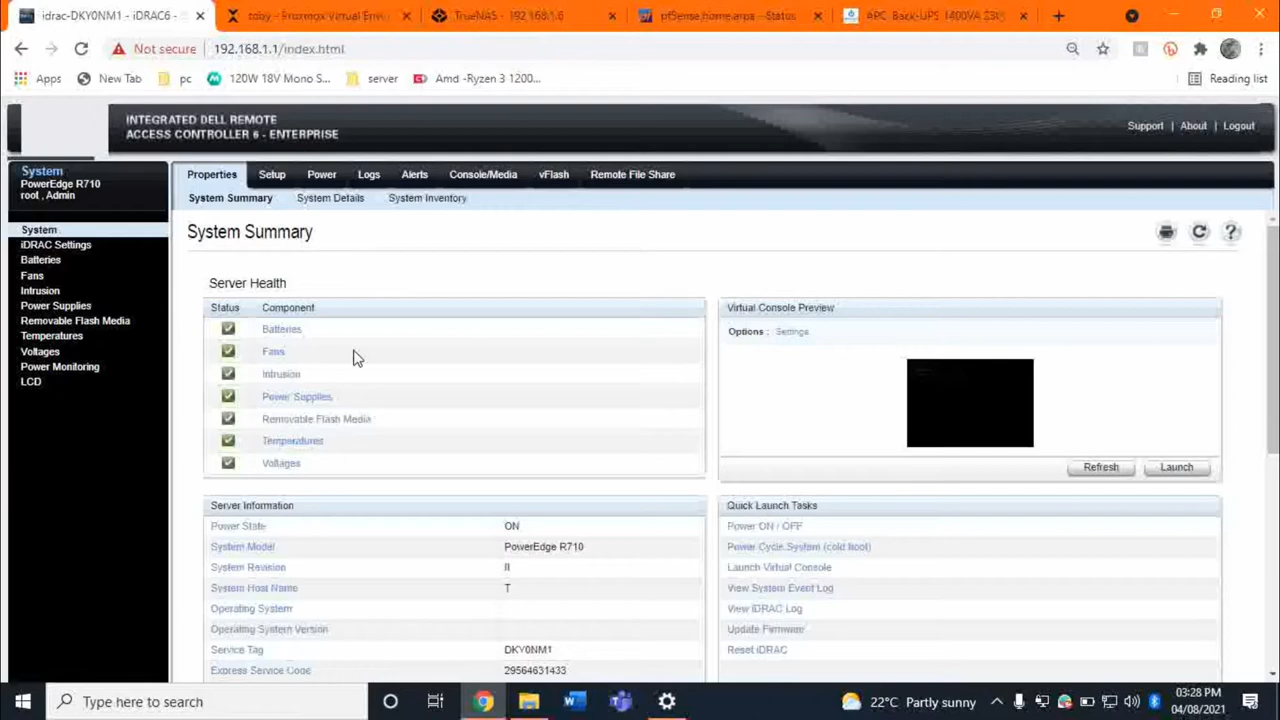 idrac-DKY0NM1 - iDRAC6 -
toby - Proxmox Virtual Envi
TrueNAS - 192.168.1.6
pfSense.home.arpa - Status
APC Back-UPS 1400VA 230
Not secure
192.168.1.1/index.html
Apps
New Tab
pc
120W 18V Mono S...
server
Amd -Ryzen 3 1200...
Reading list
INTEGRATED DELL REMOTE
ACCESS CONTROLLER 6 - ENTERPRISE
Support | About | Logout
System
PowerEdge R710
root , Admin
System
iDRAC Settings
Batteries
Fans
Intrusion
Power Supplies
Removable Flash Media
Temperatures
Voltages
Power Monitoring
LCD
Properties
Setup
Power
Logs
Alerts
Console/Media
vFlash
Remote File Share
System Summary
System Details
System Inventory
System Summary
Server Health
Status
Component
Batteries
Fans
Intrusion
Power Supplies
Removable Flash Media
Temperatures
Voltages
Virtual Console Preview
Options : Settings
Refresh
Launch
Server Information
Power State ON
System Model PowerEdge R710
System Revision II
System Host Name T
Operating System
Operating System Version
Service Tag DKY0NM1
Express Service Code 29564631433
Quick Launch Tasks
Power ON / OFF
Power Cycle System (cold boot)
Launch Virtual Console
View System Event Log
View iDRAC Log
Update Firmware
Reset iDRAC
Type here to search
22°C Partly sunny
03:28 PM
04/08/2021